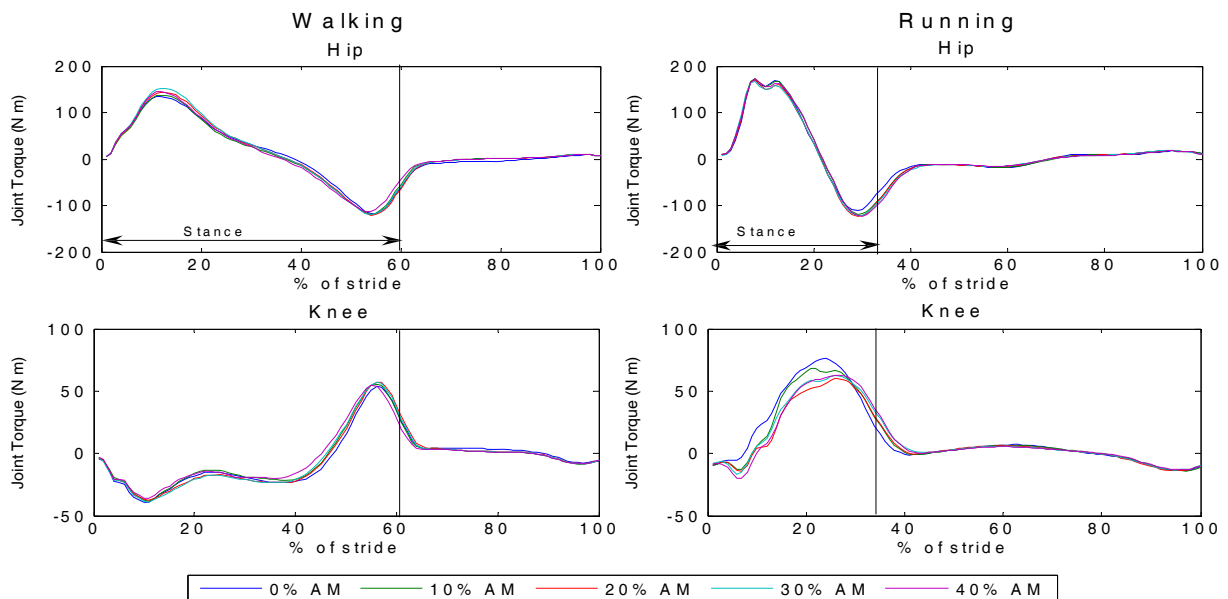 Walking
Running
Hip
Hip
Joint Torque (N m)
200
100
0
-100
-200
Stance
0 20 40 60 80 100
% of stride
Joint Torque (N m)
200
100
0
-100
-200
Stance
0 20 40 60 80 100
% of stride
Knee
Knee
Joint Torque (N m)
100
50
0
-50
0 20 40 60 80 100
% of stride
Joint Torque (N m)
100
50
0
-50
0 20 40 60 80 100
% of stride
0% AM 10% AM 20% AM 30% AM 40% AM